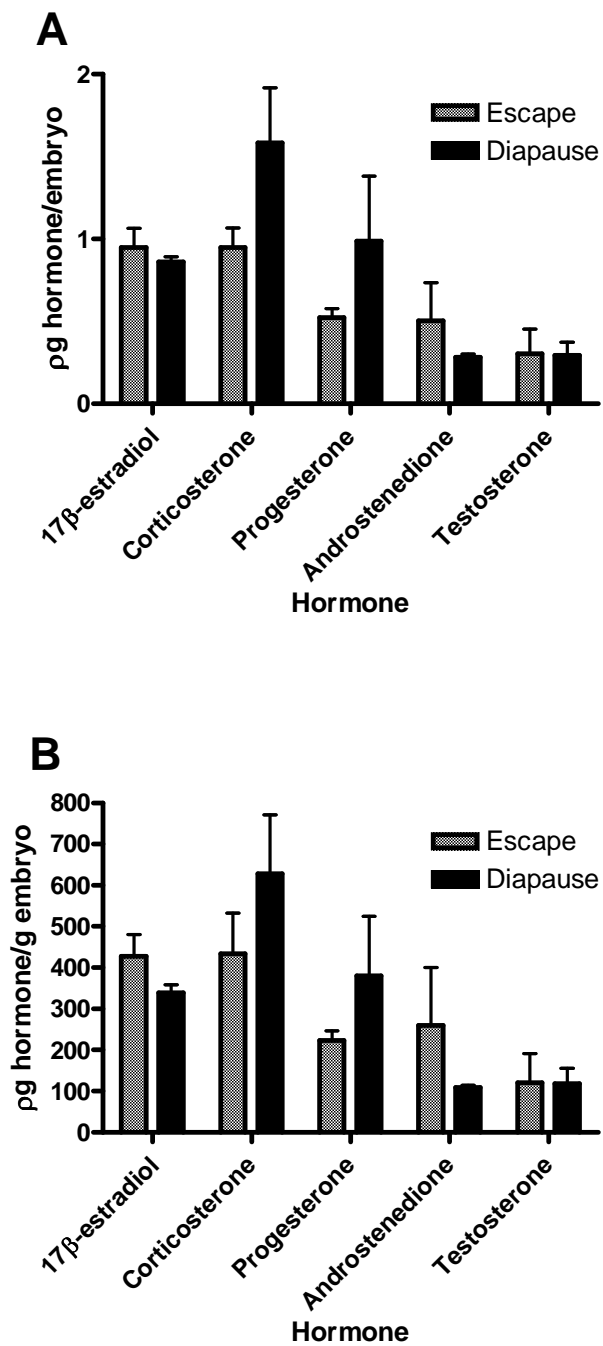 A
ρg hormone/embryo
2
1
0
Escape
Diapause
17β-estradiol
Corticosterone
Progesterone
Androstenedione
Testosterone
Hormone
B
ρg hormone/g embryo
800
700
600
500
400
300
200
100
0
Escape
Diapause
17β-estradiol
Corticosterone
Progesterone
Androstenedione
Testosterone
Hormone